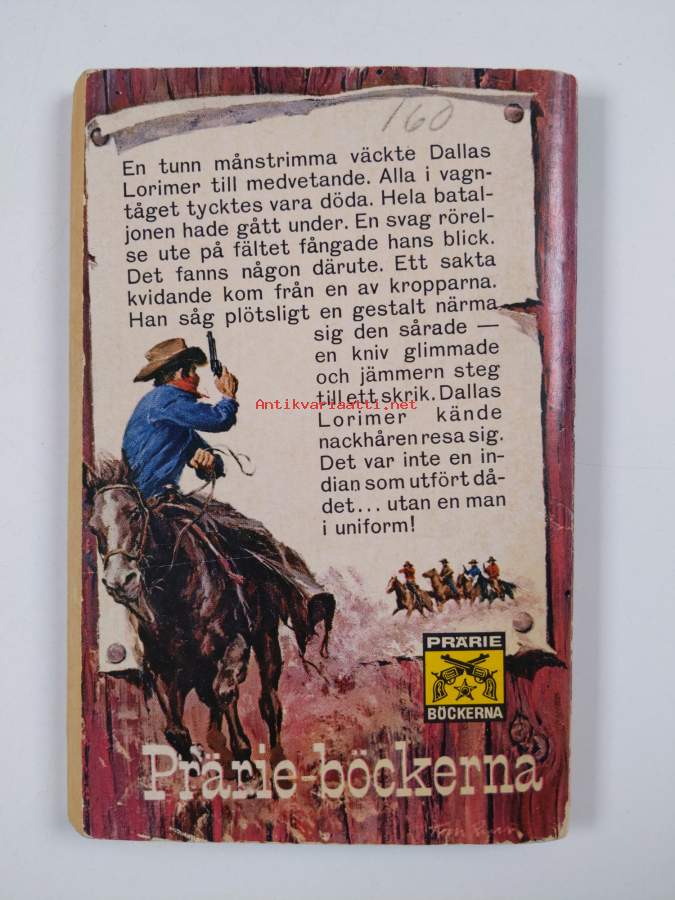 160
En tunn månstrimma väckte Dallas
Lorimer till medvetande. Alla i vagn-
tåget tycktes vara döda. Hela batal-
jonen hade gått under. En svag rörel-
se ute på fältet fångade hans blick.
Det fanns någon därute. Ett sakta
kvidande kom från en av kropparna.
Han såg plötsligt en gestalt närma
sig den sårade —
en kniv glimmade
och jämmern steg
till ett skrik. Dallas
Antikvariaatti.net
Lorimer kände
nackhåren resa sig.
Det var inte en in-
dian som utfört då-
det... utan en man
i uniform!
PRÄRIE
BÖCKERNA
Prärie-böckerna